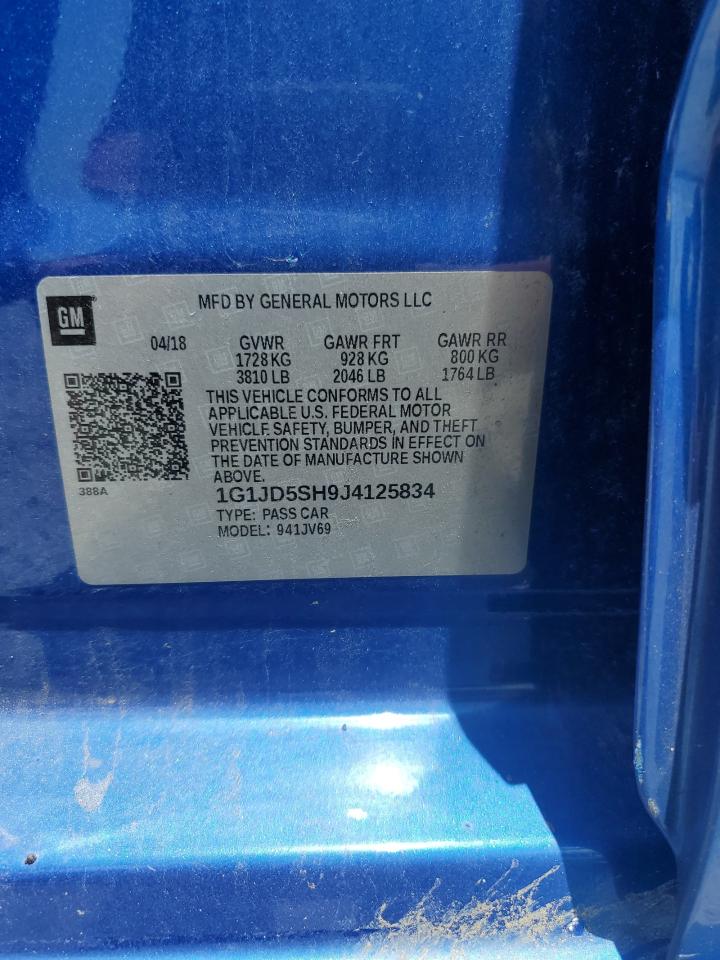 GM
MFD BY GENERAL MOTORS LLC
04/18 GVWR GAWR FRT GAWR RR
1728 KG 928 KG 800 KG
3810 LB 2046 LB 1764 LB
THIS VEHICLE CONFORMS TO ALL
APPLICABLE U.S. FEDERAL MOTOR
VEHICLE SAFETY, BUMPER, AND THEFT
PREVENTION STANDARDS IN EFFECT ON
THE DATE OF MANUFACTURE SHOWN
ABOVE.
388A
1G1JD5SH9J4125834
TYPE: PASS CAR
MODEL: 941JV69